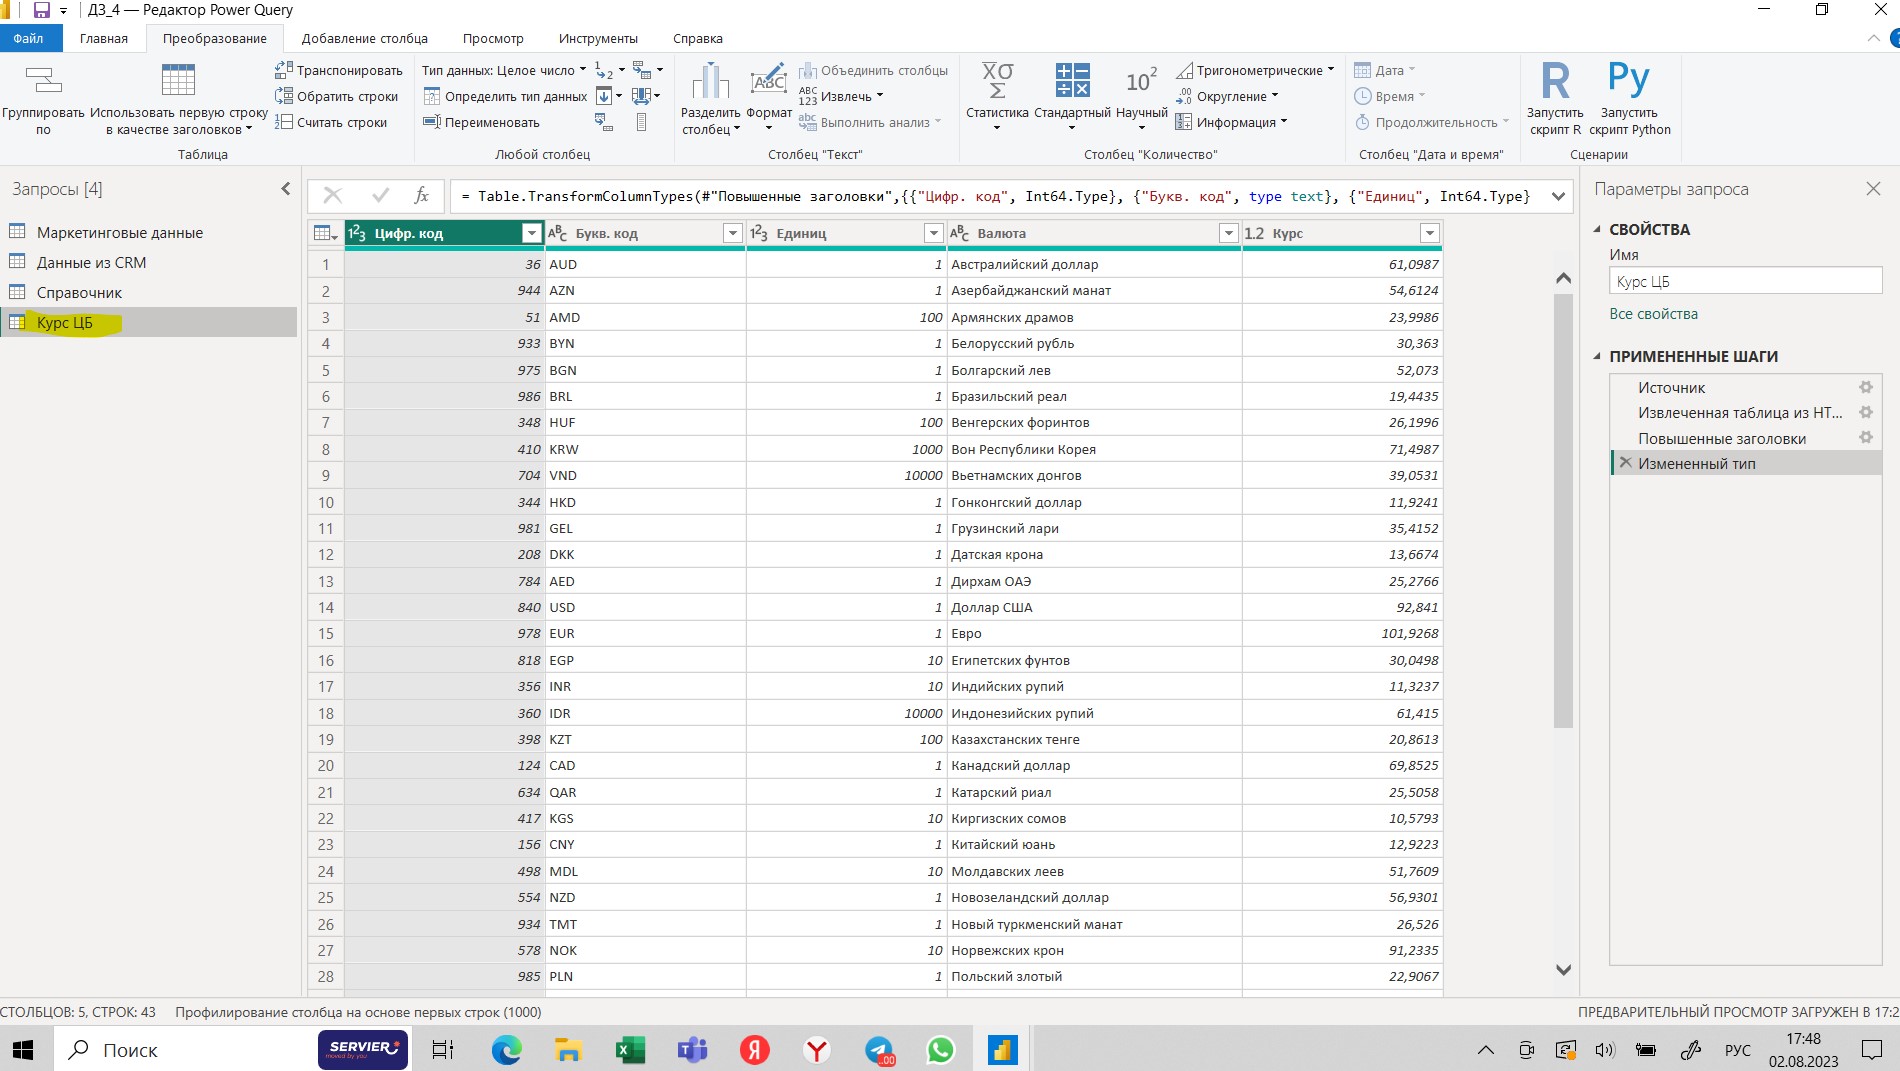 ДЗ_4 — Редактор Power Query
Файл Главная Преобразование Добавление столбца Просмотр Инструменты Справка
Группировать по
Использовать первую строку в качестве заголовков
Транспонировать
Обратить строки
Считать строки
Таблица
Тип данных: Целое число
Определить тип данных
Переименовать
Любой столбец
Разделить столбец
Формат
Объединить столбцы
Извлечь
Выполнить анализ
Столбец "Текст"
Статистика
Стандартный
Научный
Тригонометрические
Округление
Информация
Столбец "Количество"
Дата
Время
Продолжительность
Столбец "Дата и время"
Запустить скрипт R
Запустить скрипт Python
Сценарии
Запросы [4]
Маркетинговые данные
Данные из CRM
Справочник
Курс ЦБ
= Table.TransformColumnTypes(#"Повышенные заголовки",{{"Цифр. код", Int64.Type}, {"Букв. код", type text}, {"Единиц", Int64.Type}
Цифр. код Букв. код Единиц Валюта Курс
1 36 AUD 1 Австралийский доллар 61,0987
2 944 AZN 1 Азербайджанский манат 54,6124
3 51 AMD 100 Армянских драмов 23,9986
4 933 BYN 1 Белорусский рубль 30,363
5 975 BGN 1 Болгарский лев 52,073
6 986 BRL 1 Бразильский реал 19,4435
7 348 HUF 100 Венгерских форинтов 26,1996
8 410 KRW 1000 Вон Республики Корея 71,4987
9 704 VND 10000 Вьетнамских донгов 39,0531
10 344 HKD 1 Гонконгский доллар 11,9241
11 981 GEL 1 Грузинский лари 35,4152
12 208 DKK 1 Датская крона 13,6674
13 784 AED 1 Дирхам ОАЭ 25,2766
14 840 USD 1 Доллар США 92,841
15 978 EUR 1 Евро 101,9268
16 818 EGP 10 Египетских фунтов 30,0498
17 356 INR 10 Индийских рупий 11,3237
18 360 IDR 10000 Индонезийских рупий 61,415
19 398 KZT 100 Казахстанских тенге 20,8613
20 124 CAD 1 Канадский доллар 69,8525
21 634 QAR 1 Катарский риал 25,5058
22 417 KGS 10 Киргизских сомов 10,5793
23 156 CNY 1 Китайский юань 12,9223
24 498 MDL 10 Молдавских леев 51,7609
25 554 NZD 1 Новозеландский доллар 56,9301
26 934 TMT 1 Новый туркменский манат 26,526
27 578 NOK 10 Норвежских крон 91,2335
28 985 PLN 1 Польский злотый 22,9067
Параметры запроса
СВОЙСТВА
Имя
Курс ЦБ
Все свойства
ПРИМЕНЕННЫЕ ШАГИ
Источник
Извлеченная таблица из HT...
Повышенные заголовки
Измененный тип
СТОЛБЦОВ: 5, СТРОК: 43 Профилирование столбца на основе первых строк (1000)
ПРЕДВАРИТЕЛЬНЫЙ ПРОСМОТР ЗАГРУЖЕН В 17:2
Поиск
SERVIER
moved by you
РУС
17:48
02.08.2023